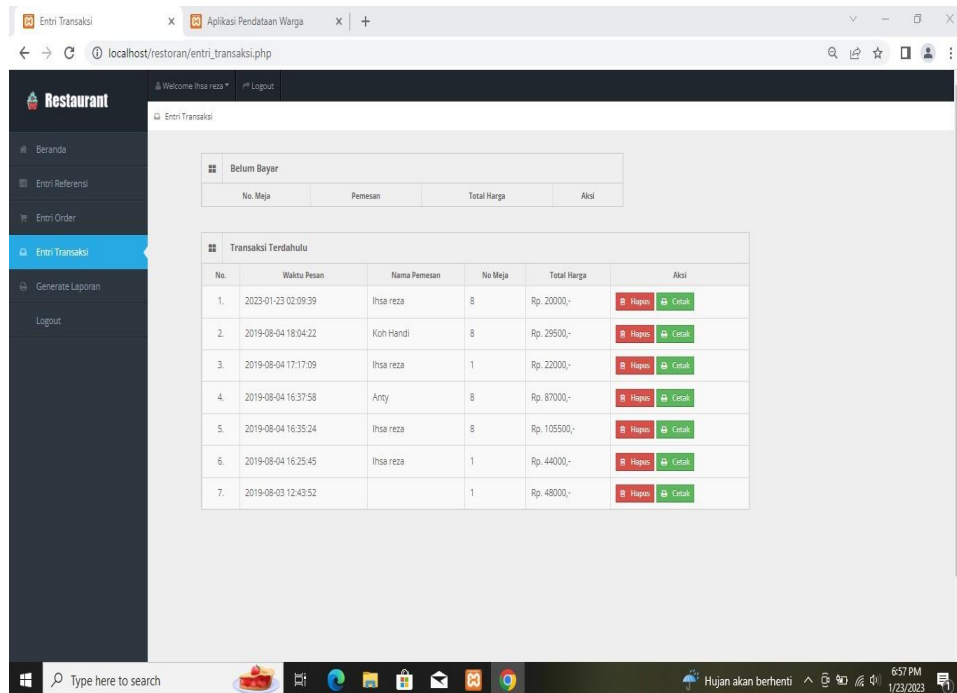 Entri Transaksi
Aplikasi Pendataan Warga
localhost/restoran/entri_transaksi.php
Restaurant
Welcome Ihsa reza
Logout
Entri Transaksi
Beranda
Entri Referensi
Entri Order
Entri Transaksi
Generate Laporan
Logout
Belum Bayar
No. Meja Pemesan Total Harga Aksi
Transaksi Terdahulu
No. Waktu Pesan Nama Pemesan No Meja Total Harga Aksi
1. 2023-01-23 02:09:39 Ihsa reza 8 Rp. 20000,- Hapus Cetak
2. 2019-08-04 18:04:22 Koh Handi 8 Rp. 29500,- Hapus Cetak
3. 2019-08-04 17:17:09 Ihsa reza 1 Rp. 22000,- Hapus Cetak
4. 2019-08-04 16:37:58 Anty 8 Rp. 87000,- Hapus Cetak
5. 2019-08-04 16:35:24 Ihsa reza 8 Rp. 105500,- Hapus Cetak
6. 2019-08-04 16:25:45 Ihsa reza 1 Rp. 44000,- Hapus Cetak
7. 2019-08-03 12:43:52 1 Rp. 48000,- Hapus Cetak
Type here to search
Hujan akan berhenti
6:57 PM
1/23/2023